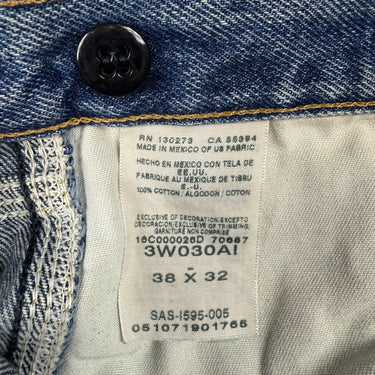 RN 130273 CA 55394
MADE IN MEXICO OF US FABRIC
HECHO EN MÉXICO CON TELA DE
EE.UU.
FABRIQUE AU MEXIQUE DE TISSU
E.-U.
100% COTTON / ALGODON / COTON
EXCLUSIVE OF DECORATION/EXCEPTO
DECORACION/EXCLUSIVE OF TRIMMING/
GARNITURE NON COMPRISE
16C000026D 70667
3W030AI
-
38 X 32
SAS-I595-005
051071901765